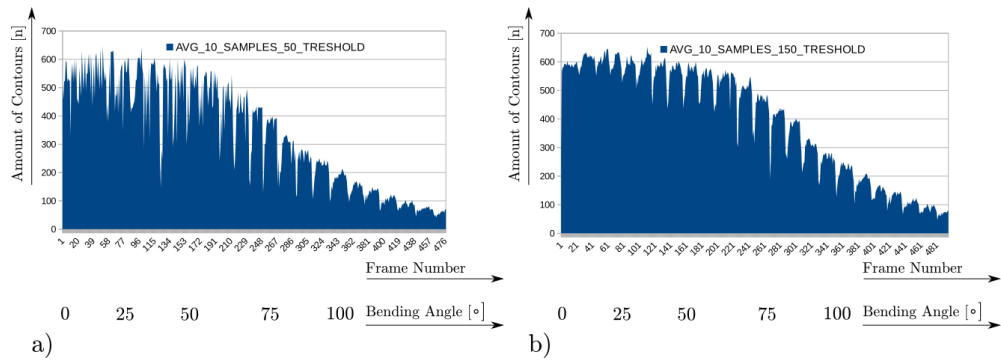 Amount of Contours [n]
700
600
500
400
300
200
100
0
AVG_10_SAMPLES_50_TRESHOLD
1 20 39 58 77 96 115 134 153 172 191 210 229 248 267 286 305 324 343 362 381 400 419 438 457 476
Frame Number
0 25 50 75 100 Bending Angle [∘]
a)
Amount of Contours [n]
700
600
500
400
300
200
100
0
AVG_10_SAMPLES_150_TRESHOLD
1 21 41 61 81 101 121 141 161 181 201 221 241 261 281 301 321 341 361 381 401 421 441 461 481
Frame Number
0 25 50 75 100 Bending Angle [∘]
b)